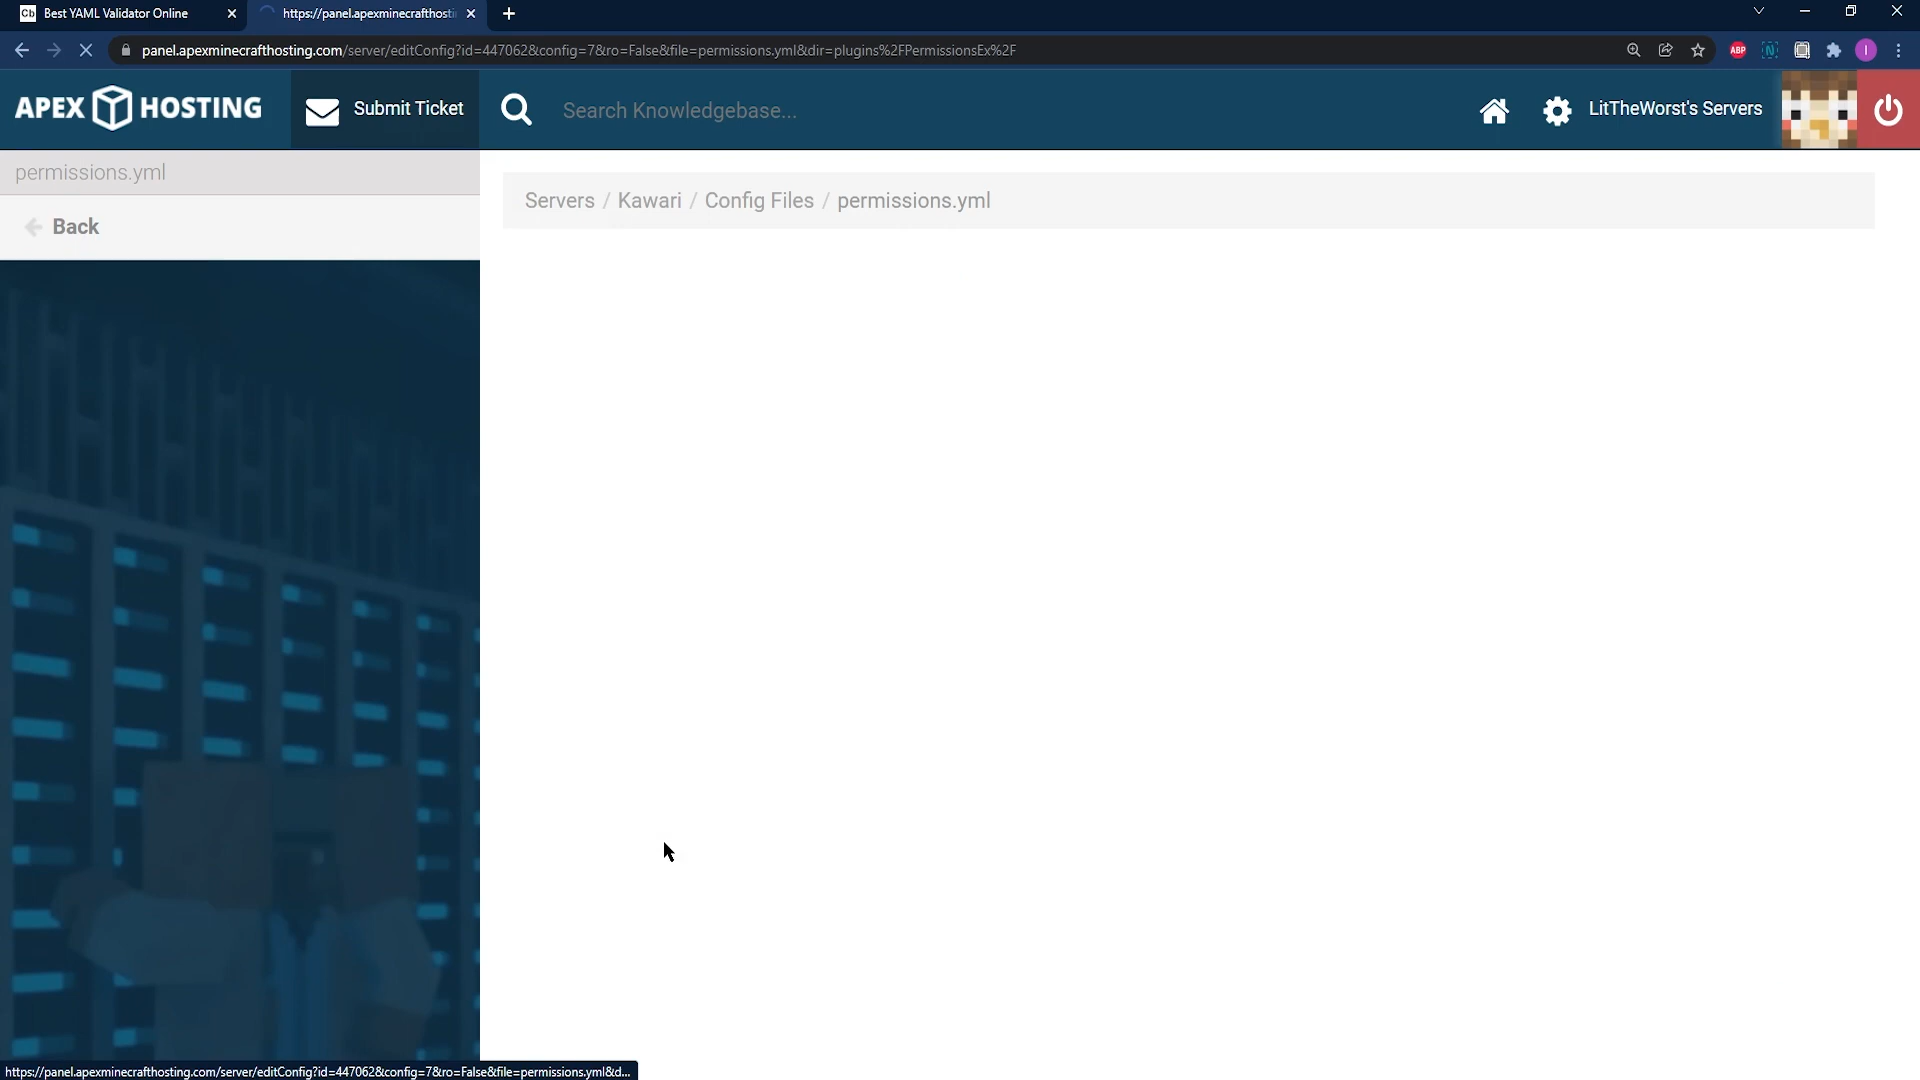 Cb Best YAML Validator Online
https://panel.apexminecrafthosti
panel.apexminecrafthosting.com/server/editConfig?id=447062&config=7&ro=False&file=permissions.yml&dir=plugins%2FPermissionsEx%2F
ABP
N
I
APEX HOSTING
Submit Ticket
Search Knowledgebase...
LitTheWorst's Servers
permissions.yml
Back
Servers / Kawari / Config Files / permissions.yml
https://panel.apexminecrafthosting.com/server/editConfig?id=447062&config=7&ro=False&file=permissions.yml&d...